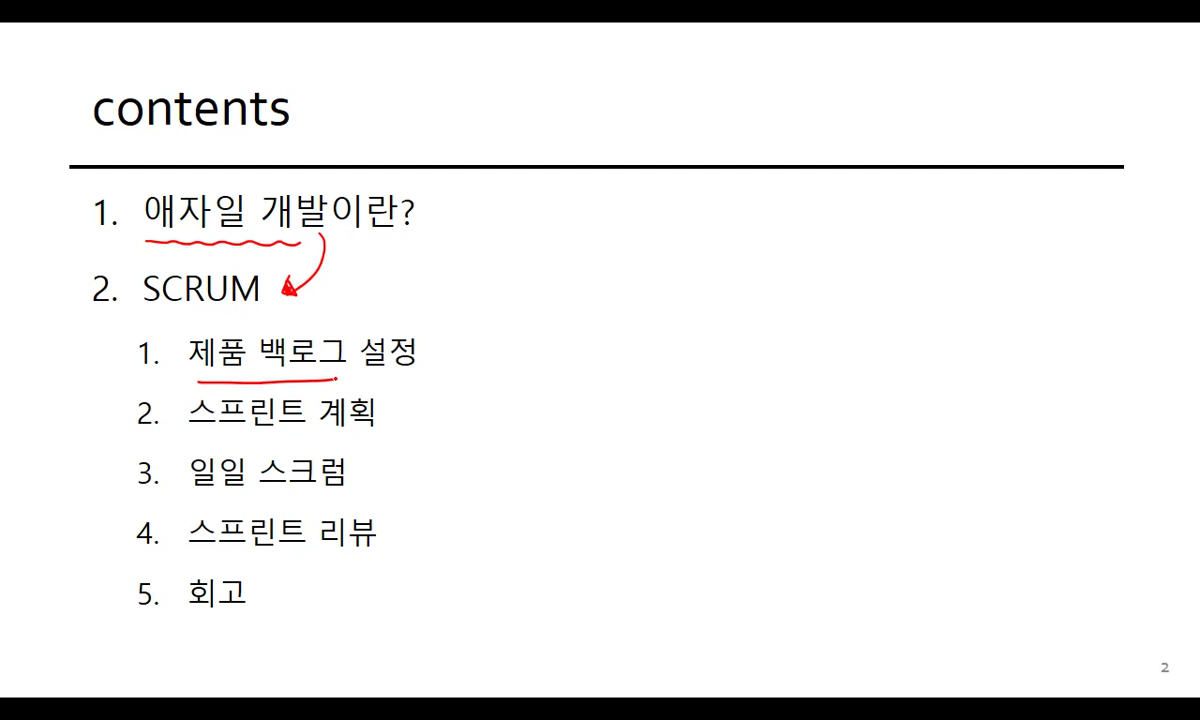 contents
1. 애자일 개발이란?
2. SCRUM
1. 제품 백로그 설정
2. 스프린트 계획
3. 일일 스크럼
4. 스프린트 리뷰
5. 회고
2